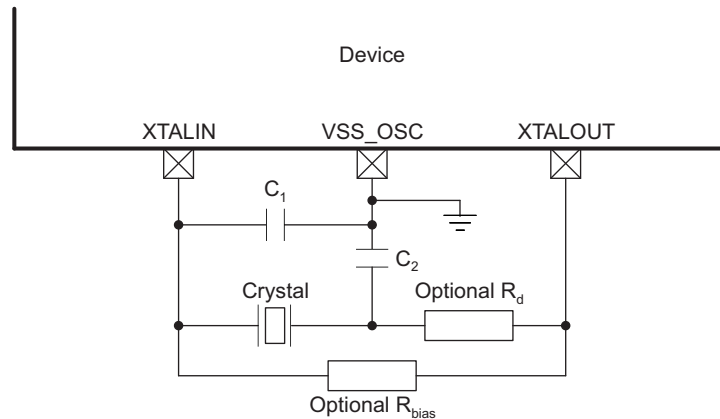 Device
XTALIN
VSS_OSC
XTALOUT
C1
C2
Crystal
Optional Rd
Optional Rbias